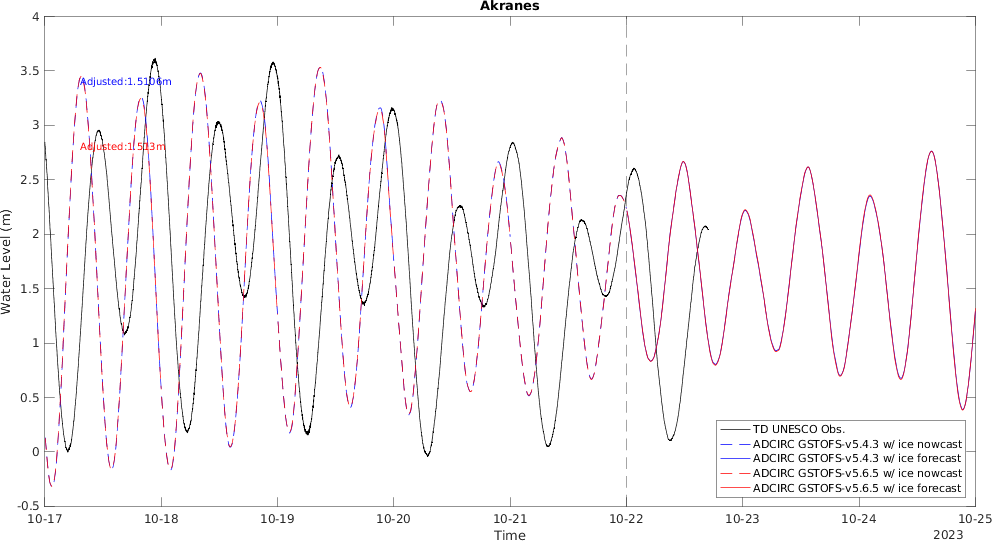 Akranes
4
3.5
3
2.5
2
1.5
1
0.5
0
-0.5
Water Level (m)
Adjusted:1.5106m
Adjusted:1.513m
TD UNESCO Obs.
ADCIRC GSTOFS-v5.4.3 w/ ice nowcast
ADCIRC GSTOFS-v5.4.3 w/ ice forecast
ADCIRC GSTOFS-v5.6.5 w/ ice nowcast
ADCIRC GSTOFS-v5.6.5 w/ ice forecast
10-17 10-18 10-19 10-20 10-21 10-22 10-23 10-24 10-25
Time
2023